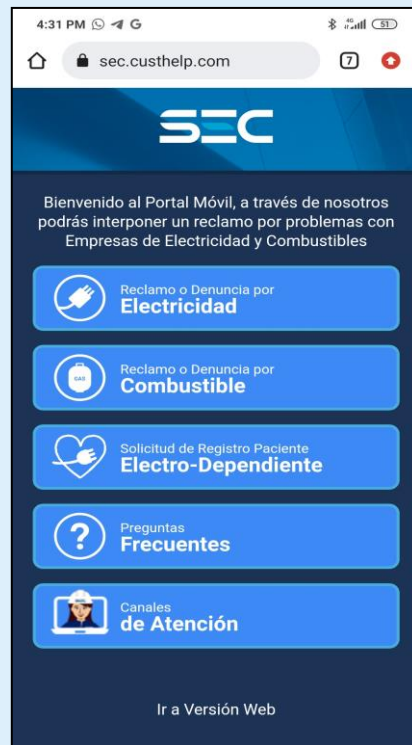 4:31 PM G 4G 51
sec.custhelp.com 7
SEC
Bienvenido al Portal Móvil, a través de nosotros
podrás interponer un reclamo por problemas con
Empresas de Electricidad y Combustibles
Reclamo o Denuncia por
Electricidad
GAS
Reclamo o Denuncia por
Combustible
Solicitud de Registro Paciente
Electro-Dependiente
?
Preguntas
Frecuentes
Canales
de Atención
Ir a Versión Web